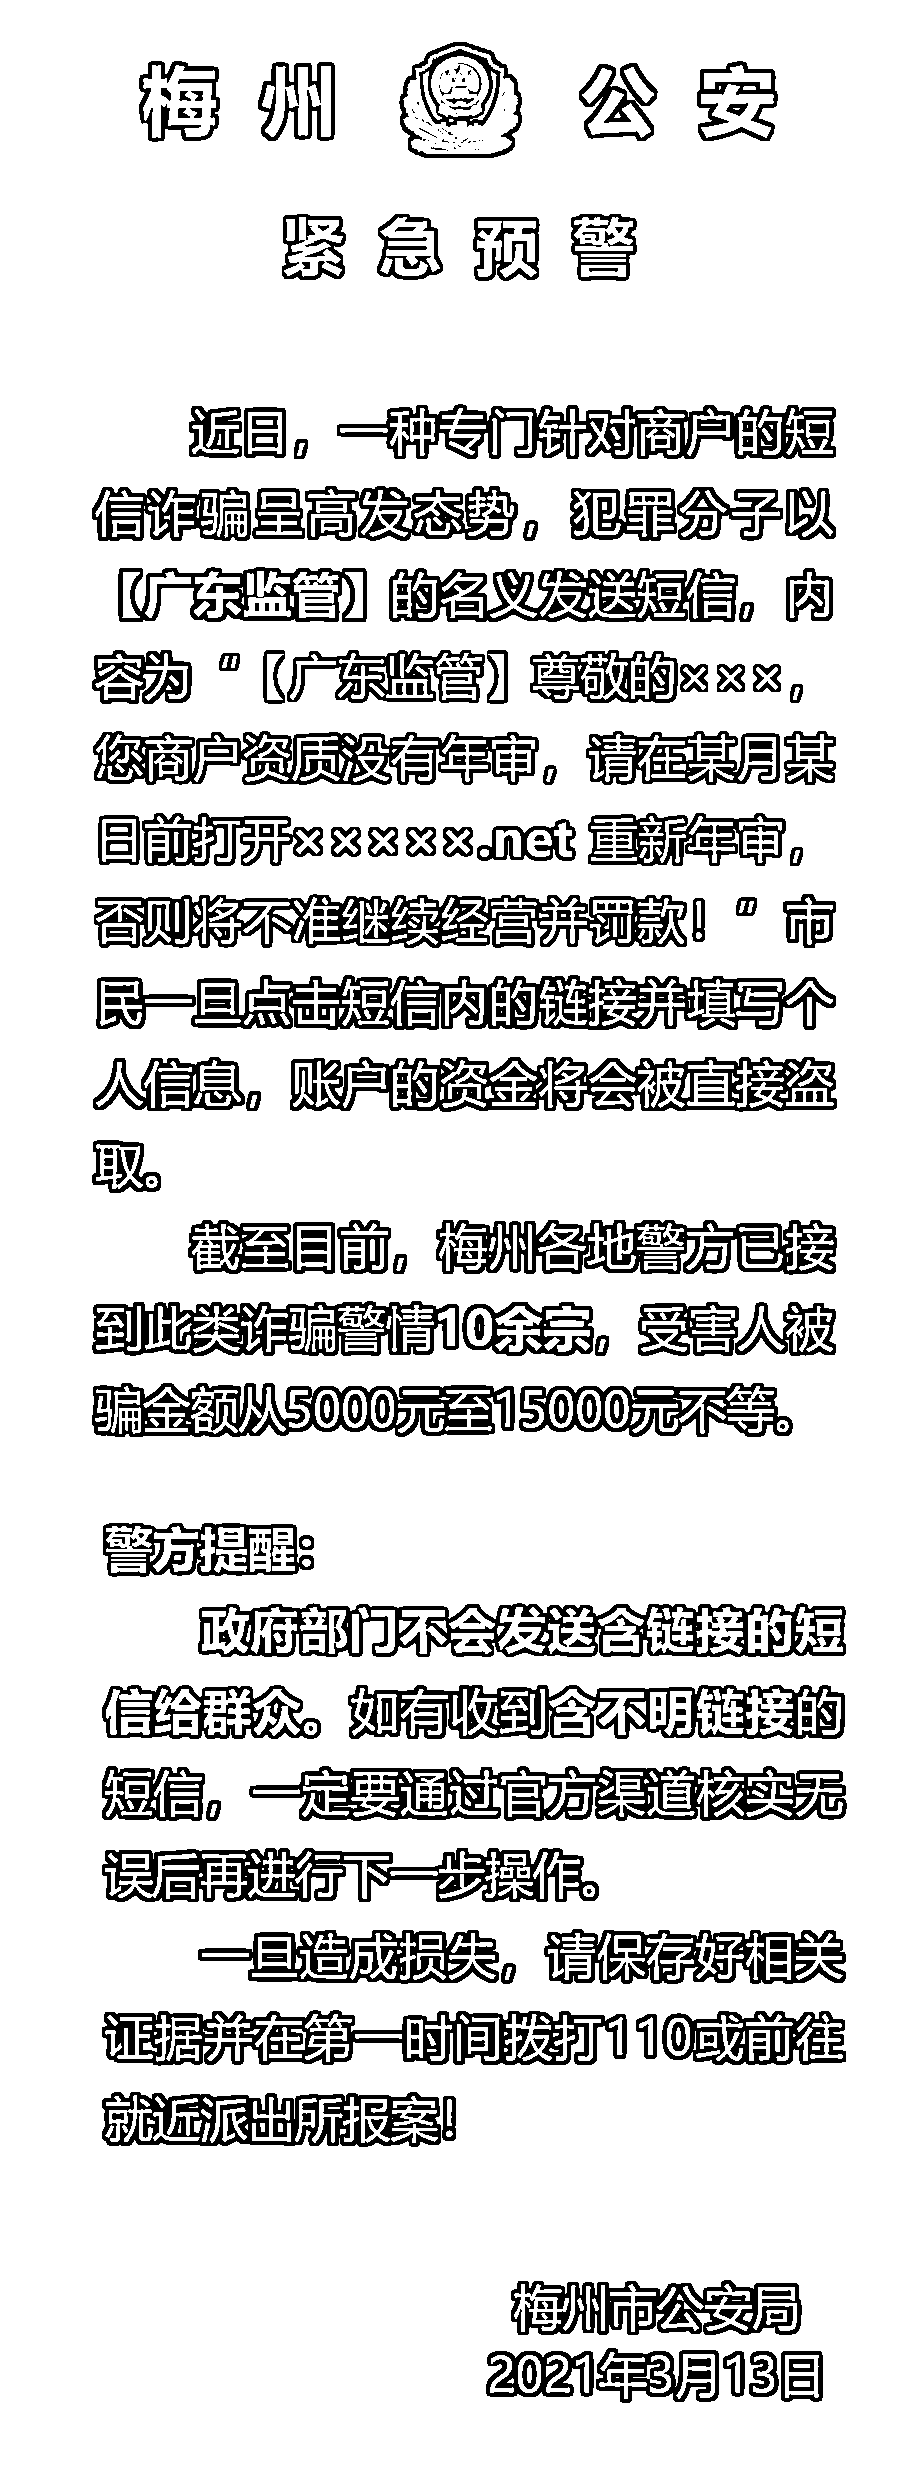 梅州 公安
紧急预警
近日，一种专门针对商户的短
信诈骗呈高发态势，犯罪分子以
【广东监管】的名义发送短信，内
容为“【广东监管】尊敬的×××，
您商户资质没有年审，请在某月某
日前打开×××××.net 重新年审，
否则将不准继续经营并罚款！”市
民一旦点击短信内的链接并填写个
人信息，账户的资金将会被直接盗
取。
截至目前，梅州各地警方已接
到此类诈骗警情10余宗，受害人被
骗金额从5000元至15000元不等。
警方提醒：
政府部门不会发送含链接的短
信给群众。如有收到含不明链接的
短信，一定要通过官方渠道核实无
误后再进行下一步操作。
一旦造成损失，请保存好相关
证据并在第一时间拨打110或前往
就近派出所报案！
梅州市公安局
2021年3月13日